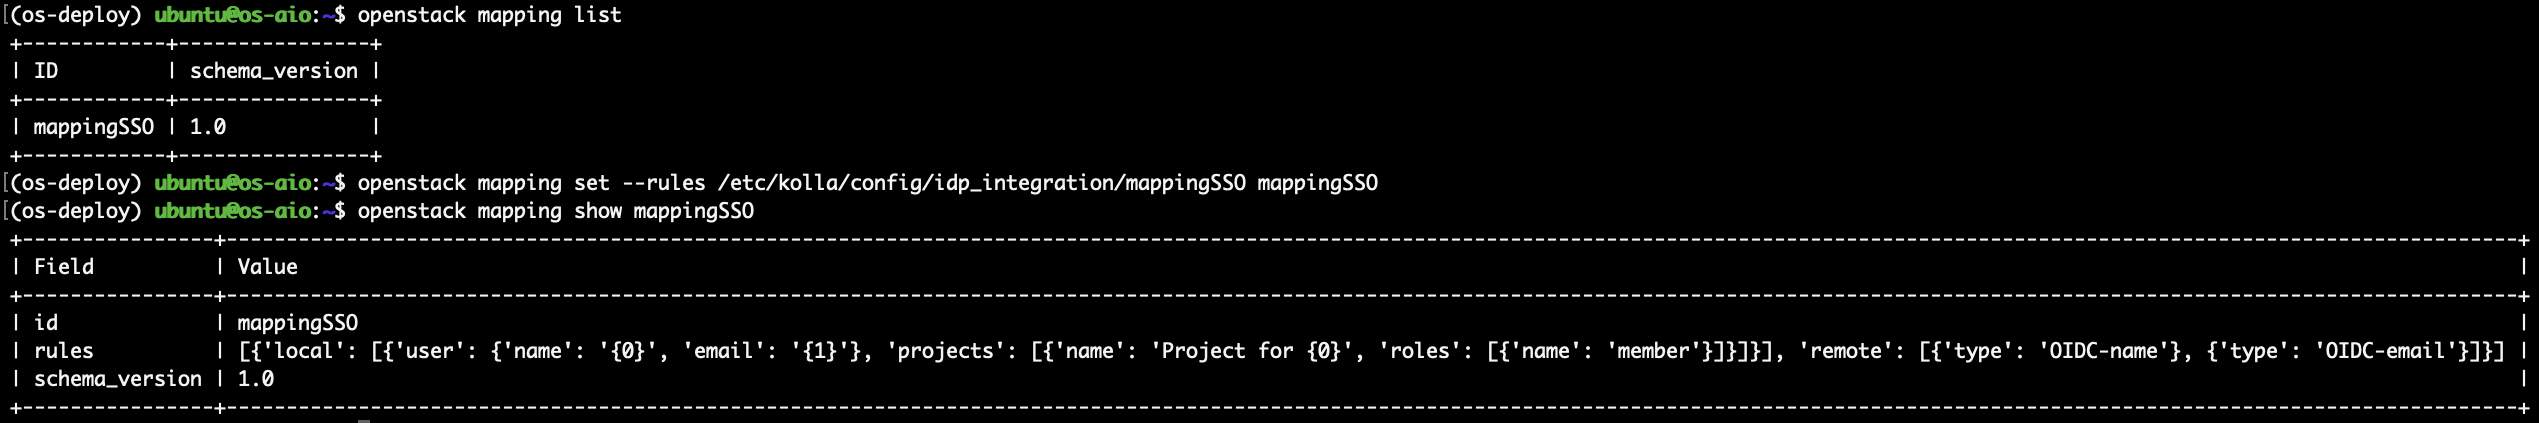 [(os-deploy) ubuntu@os-aio:~$ openstack mapping list
+------------+----------------+
| ID         | schema_version |
+------------+----------------+
| mappingSSO | 1.0            |
+------------+----------------+
[(os-deploy) ubuntu@os-aio:~$ openstack mapping set --rules /etc/kolla/config/idp_integration/mappingSSO mappingSSO
[(os-deploy) ubuntu@os-aio:~$ openstack mapping show mappingSSO
+----------------+------------------------------------------------------------------------------------------------------------------------------------------------------------------------------------------------+
| Field          | Value                                                                                                                                                                                          |
+----------------+------------------------------------------------------------------------------------------------------------------------------------------------------------------------------------------------+
| id             | mappingSSO                                                                                                                                                                                     |
| rules          | [{'local': [{'user': {'name': '{0}', 'email': '{1}'}, 'projects': [{'name': 'Project for {0}', 'roles': [{'name': 'member'}]}]}], 'remote': [{'type': 'OIDC-name'}, {'type': 'OIDC-email'}]}] |
| schema_version | 1.0                                                                                                                                                                                            |
+----------------+------------------------------------------------------------------------------------------------------------------------------------------------------------------------------------------------+